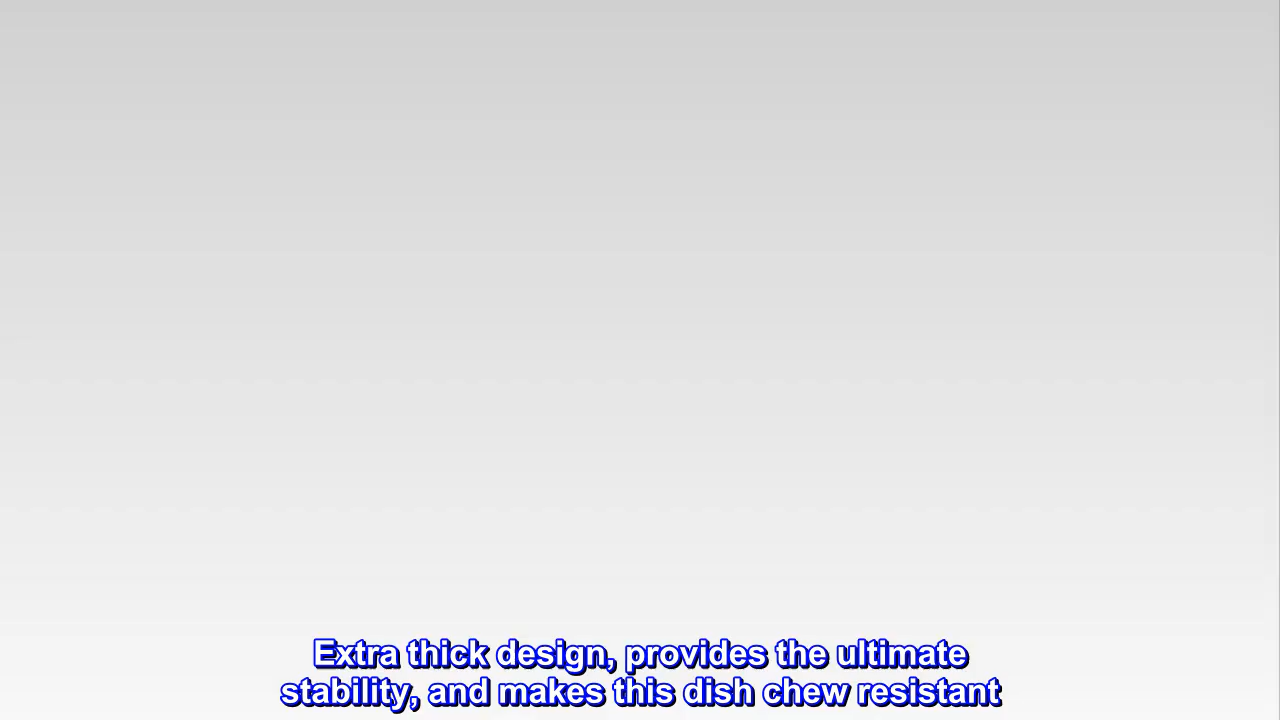 Extra thick design, provides the ultimate
stability, and makes this dish chew resistant